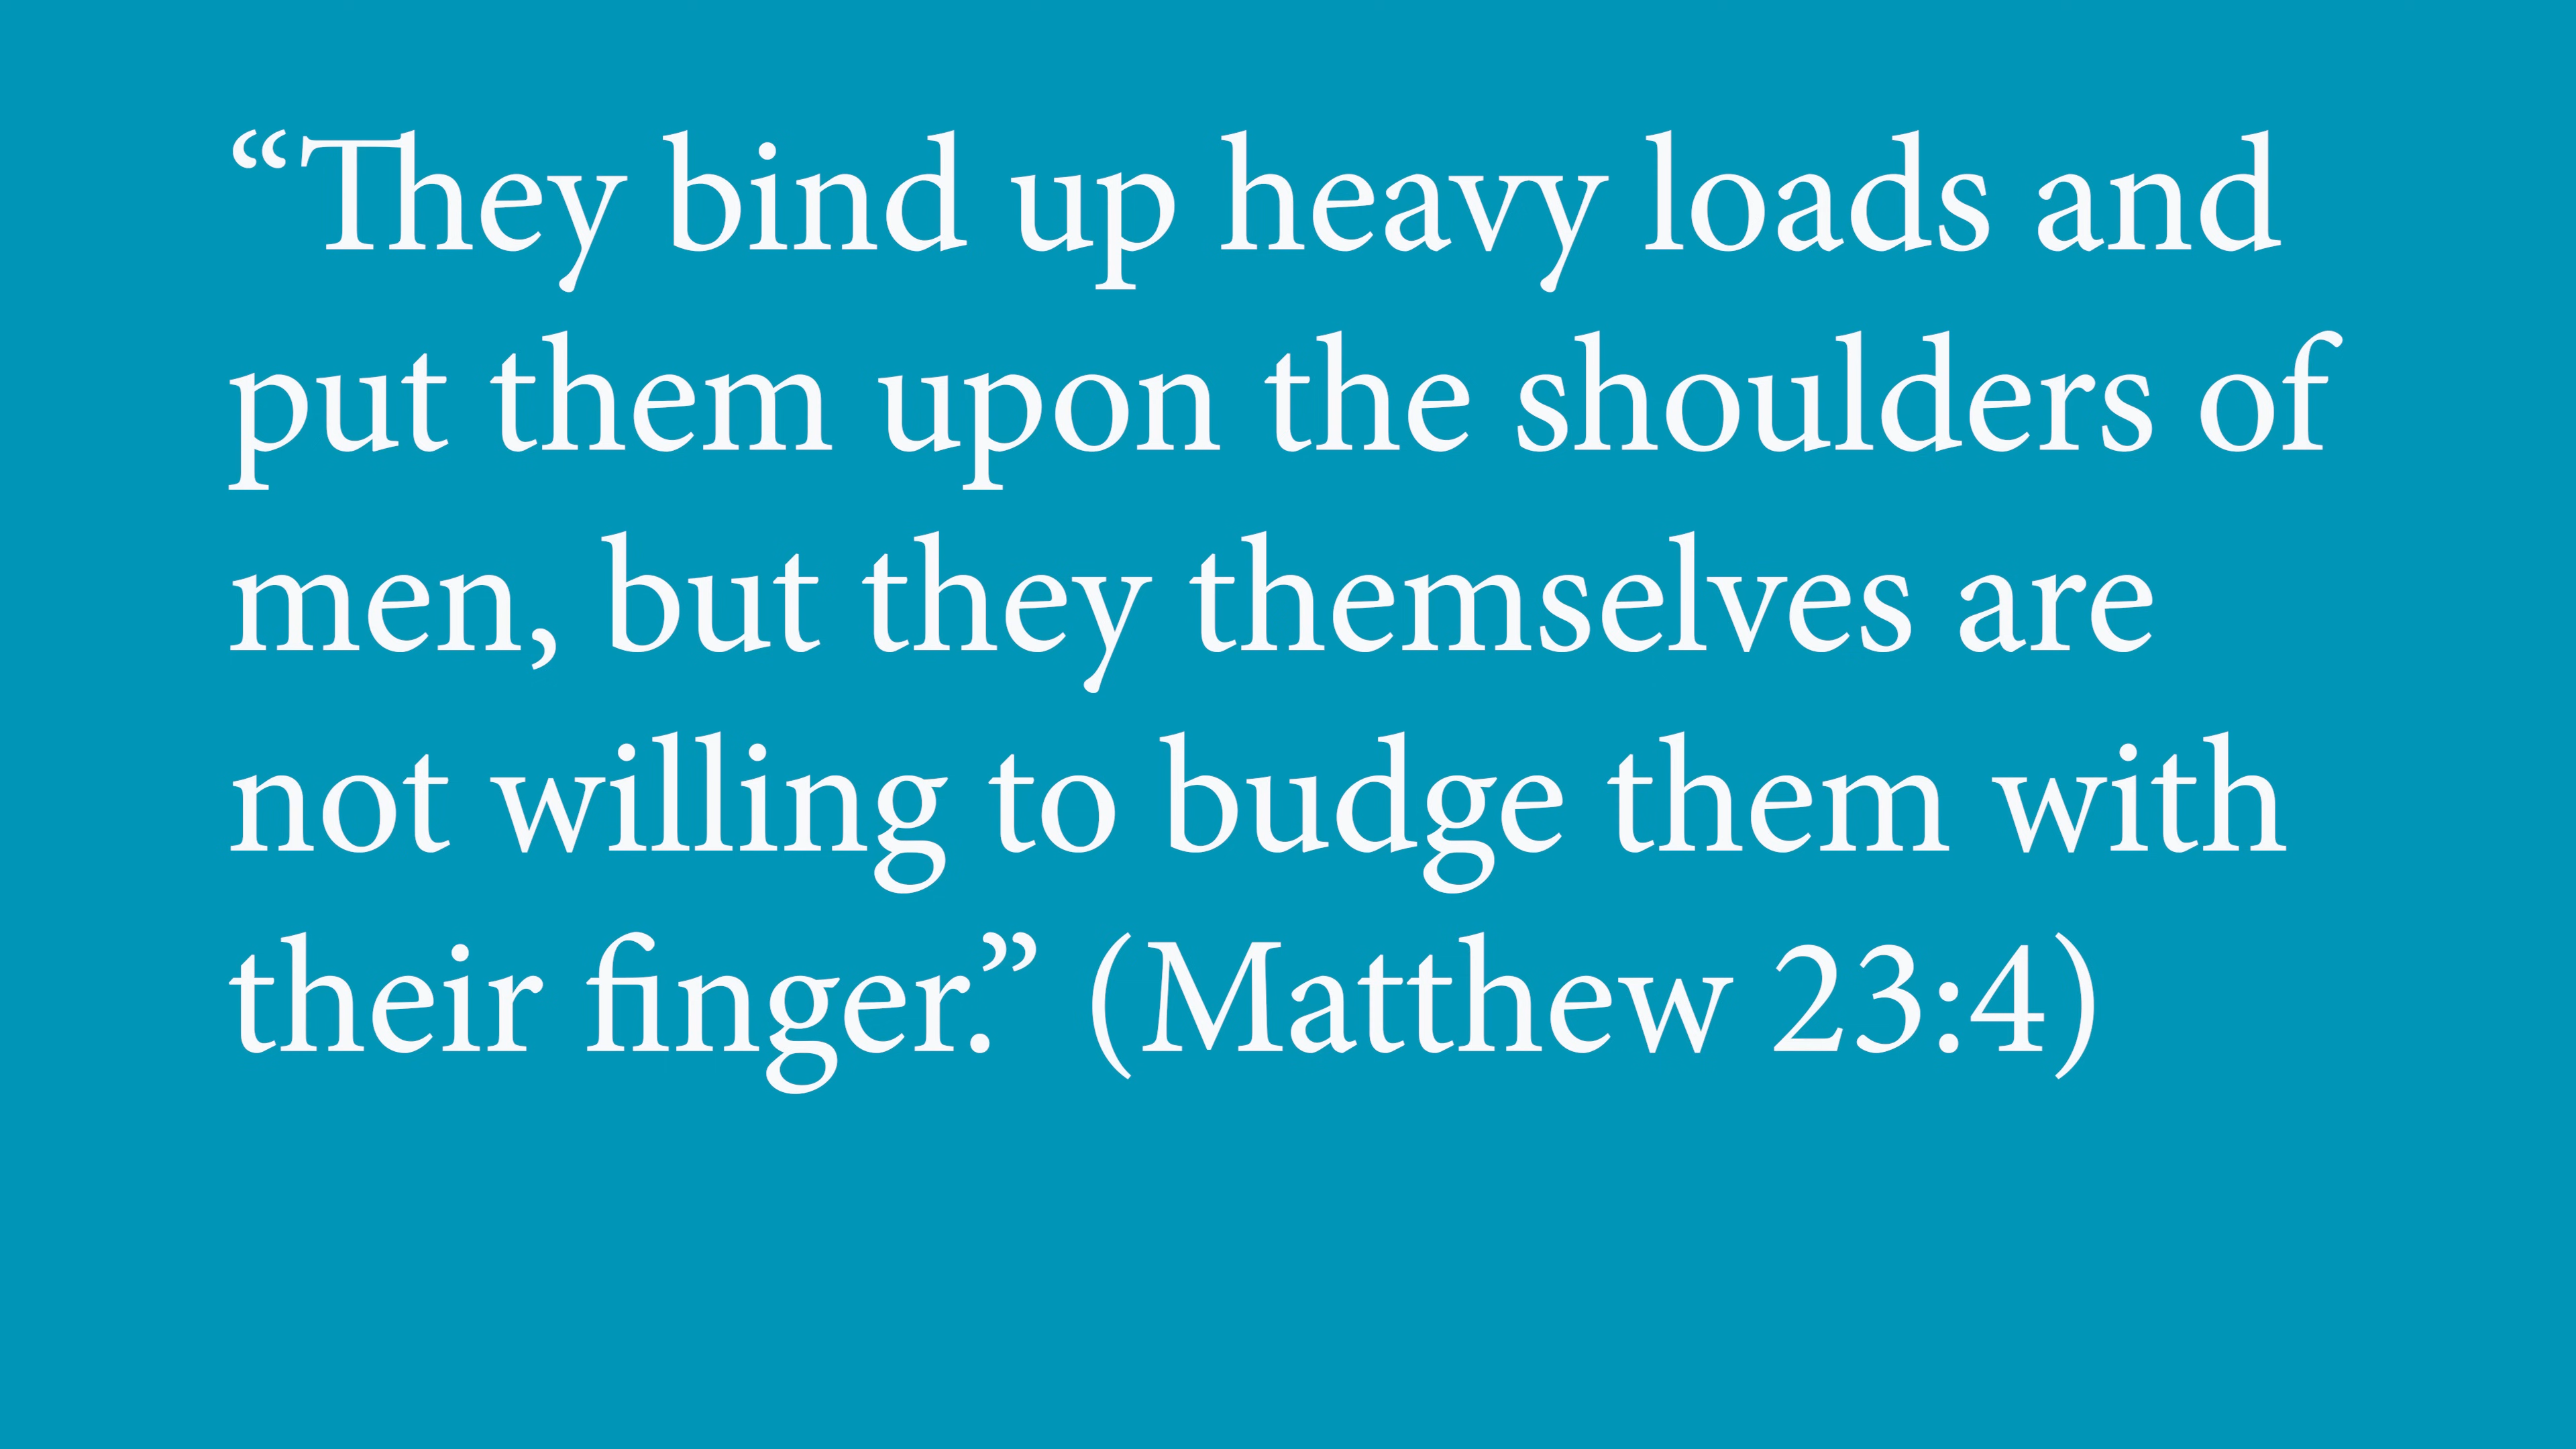 “They bind up heavy loads and
put them upon the shoulders of
men, but they themselves are
not willing to budge them with
their finger.” (Matthew 23:4)